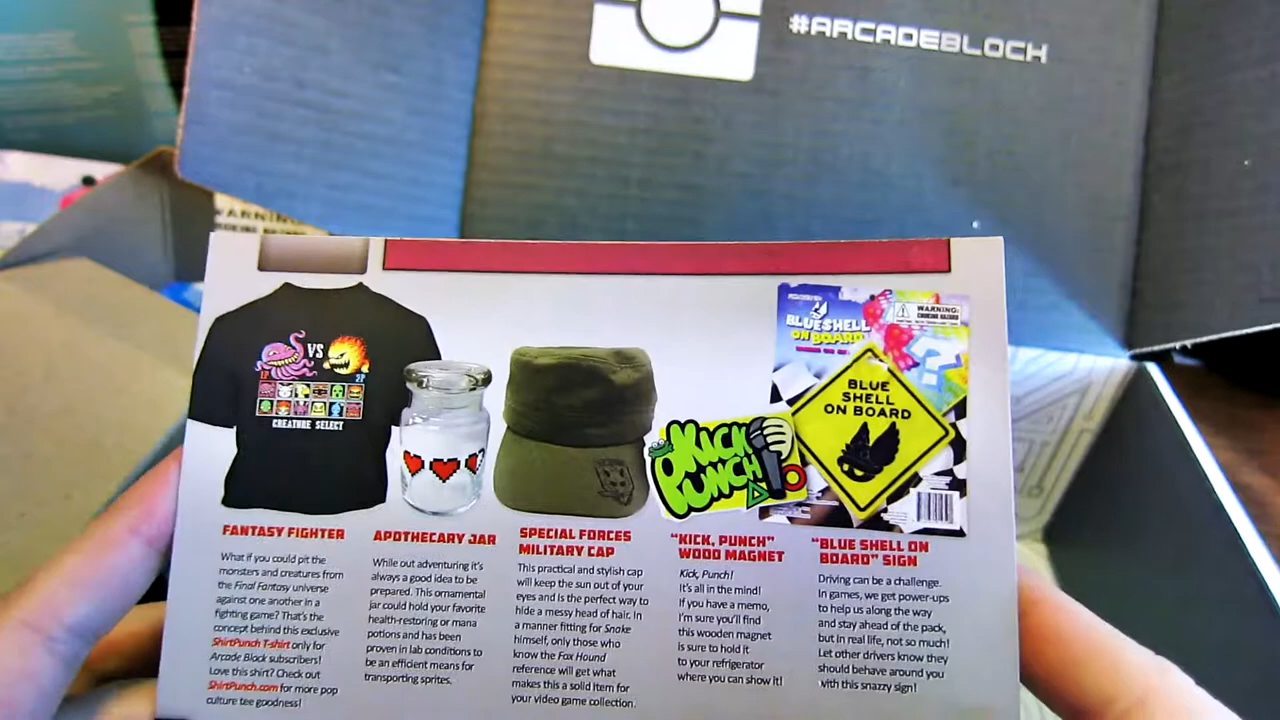 #ARCADEBLOCK
WARNING
VS
1P
2P
CREATURE SELECT
BLUE SHELL
ON BOARD
WARNING:
BLUE
SHELL
ON BOARD
KICK
PUNCH
FANTASY FIGHTER
What if you could pit the
monsters and creatures from
the Final Fantasy universe
against one another in a
fighting game? That's the
concept behind this exclusive
ShirtPunch T-shirt only for
Arcade Block subscribers!
Love this shirt? Check out
ShirtPunch.com for more pop
culture tee goodness!
APOTHECARY JAR
While out adventuring it's
always a good idea to be
prepared. This ornamental
jar could hold your favorite
health-restoring or mana
potions and has been
proven in lab conditions to
be an efficient means for
transporting sprites.
SPECIAL FORCES
MILITARY CAP
This practical and stylish cap
will keep the sun out of your
eyes and is the perfect way to
hide a messy head of hair. In
a manner fitting for Snake
himself, only those who
know the Fox Hound
reference will get what
makes this a solid item for
your video game collection.
"KICK, PUNCH"
WOOD MAGNET
Kick, Punch!
It's all in the mind!
If you have a memo,
I'm sure you'll find
this wooden magnet
is sure to hold it
to your refrigerator
where you can show it!
"BLUE SHELL ON
BOARD" SIGN
Driving can be a challenge.
In games, we get power-ups
to help us along the way
and stay ahead of the pack,
but in real life, not so much!
Let other drivers know they
should behave around you
with this snazzy sign!